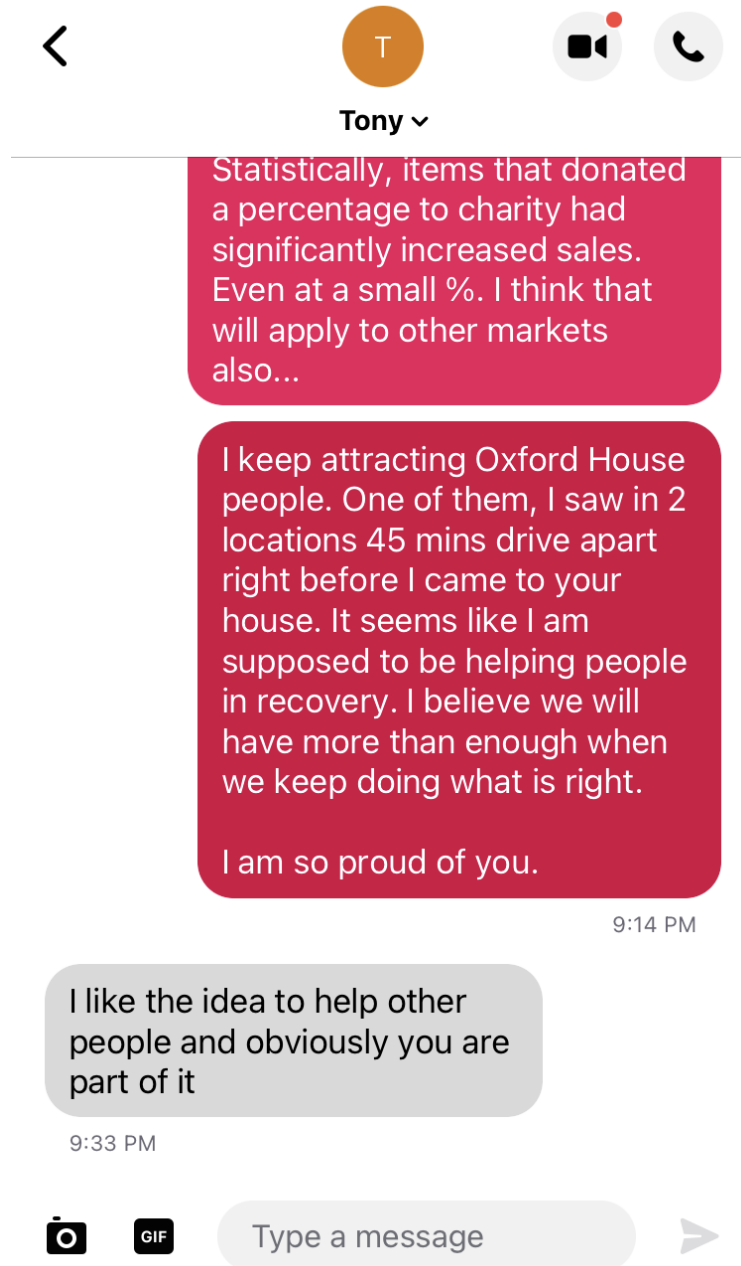 T
Tony
Statistically, items that donated
a percentage to charity had
significantly increased sales.
Even at a small %. I think that
will apply to other markets
also...
I keep attracting Oxford House
people. One of them, I saw in 2
locations 45 mins drive apart
right before I came to your
house. It seems like I am
supposed to be helping people
in recovery. I believe we will
have more than enough when
we keep doing what is right.
I am so proud of you.
9:14 PM
I like the idea to help other
people and obviously you are
part of it
9:33 PM
GIF
Type a message